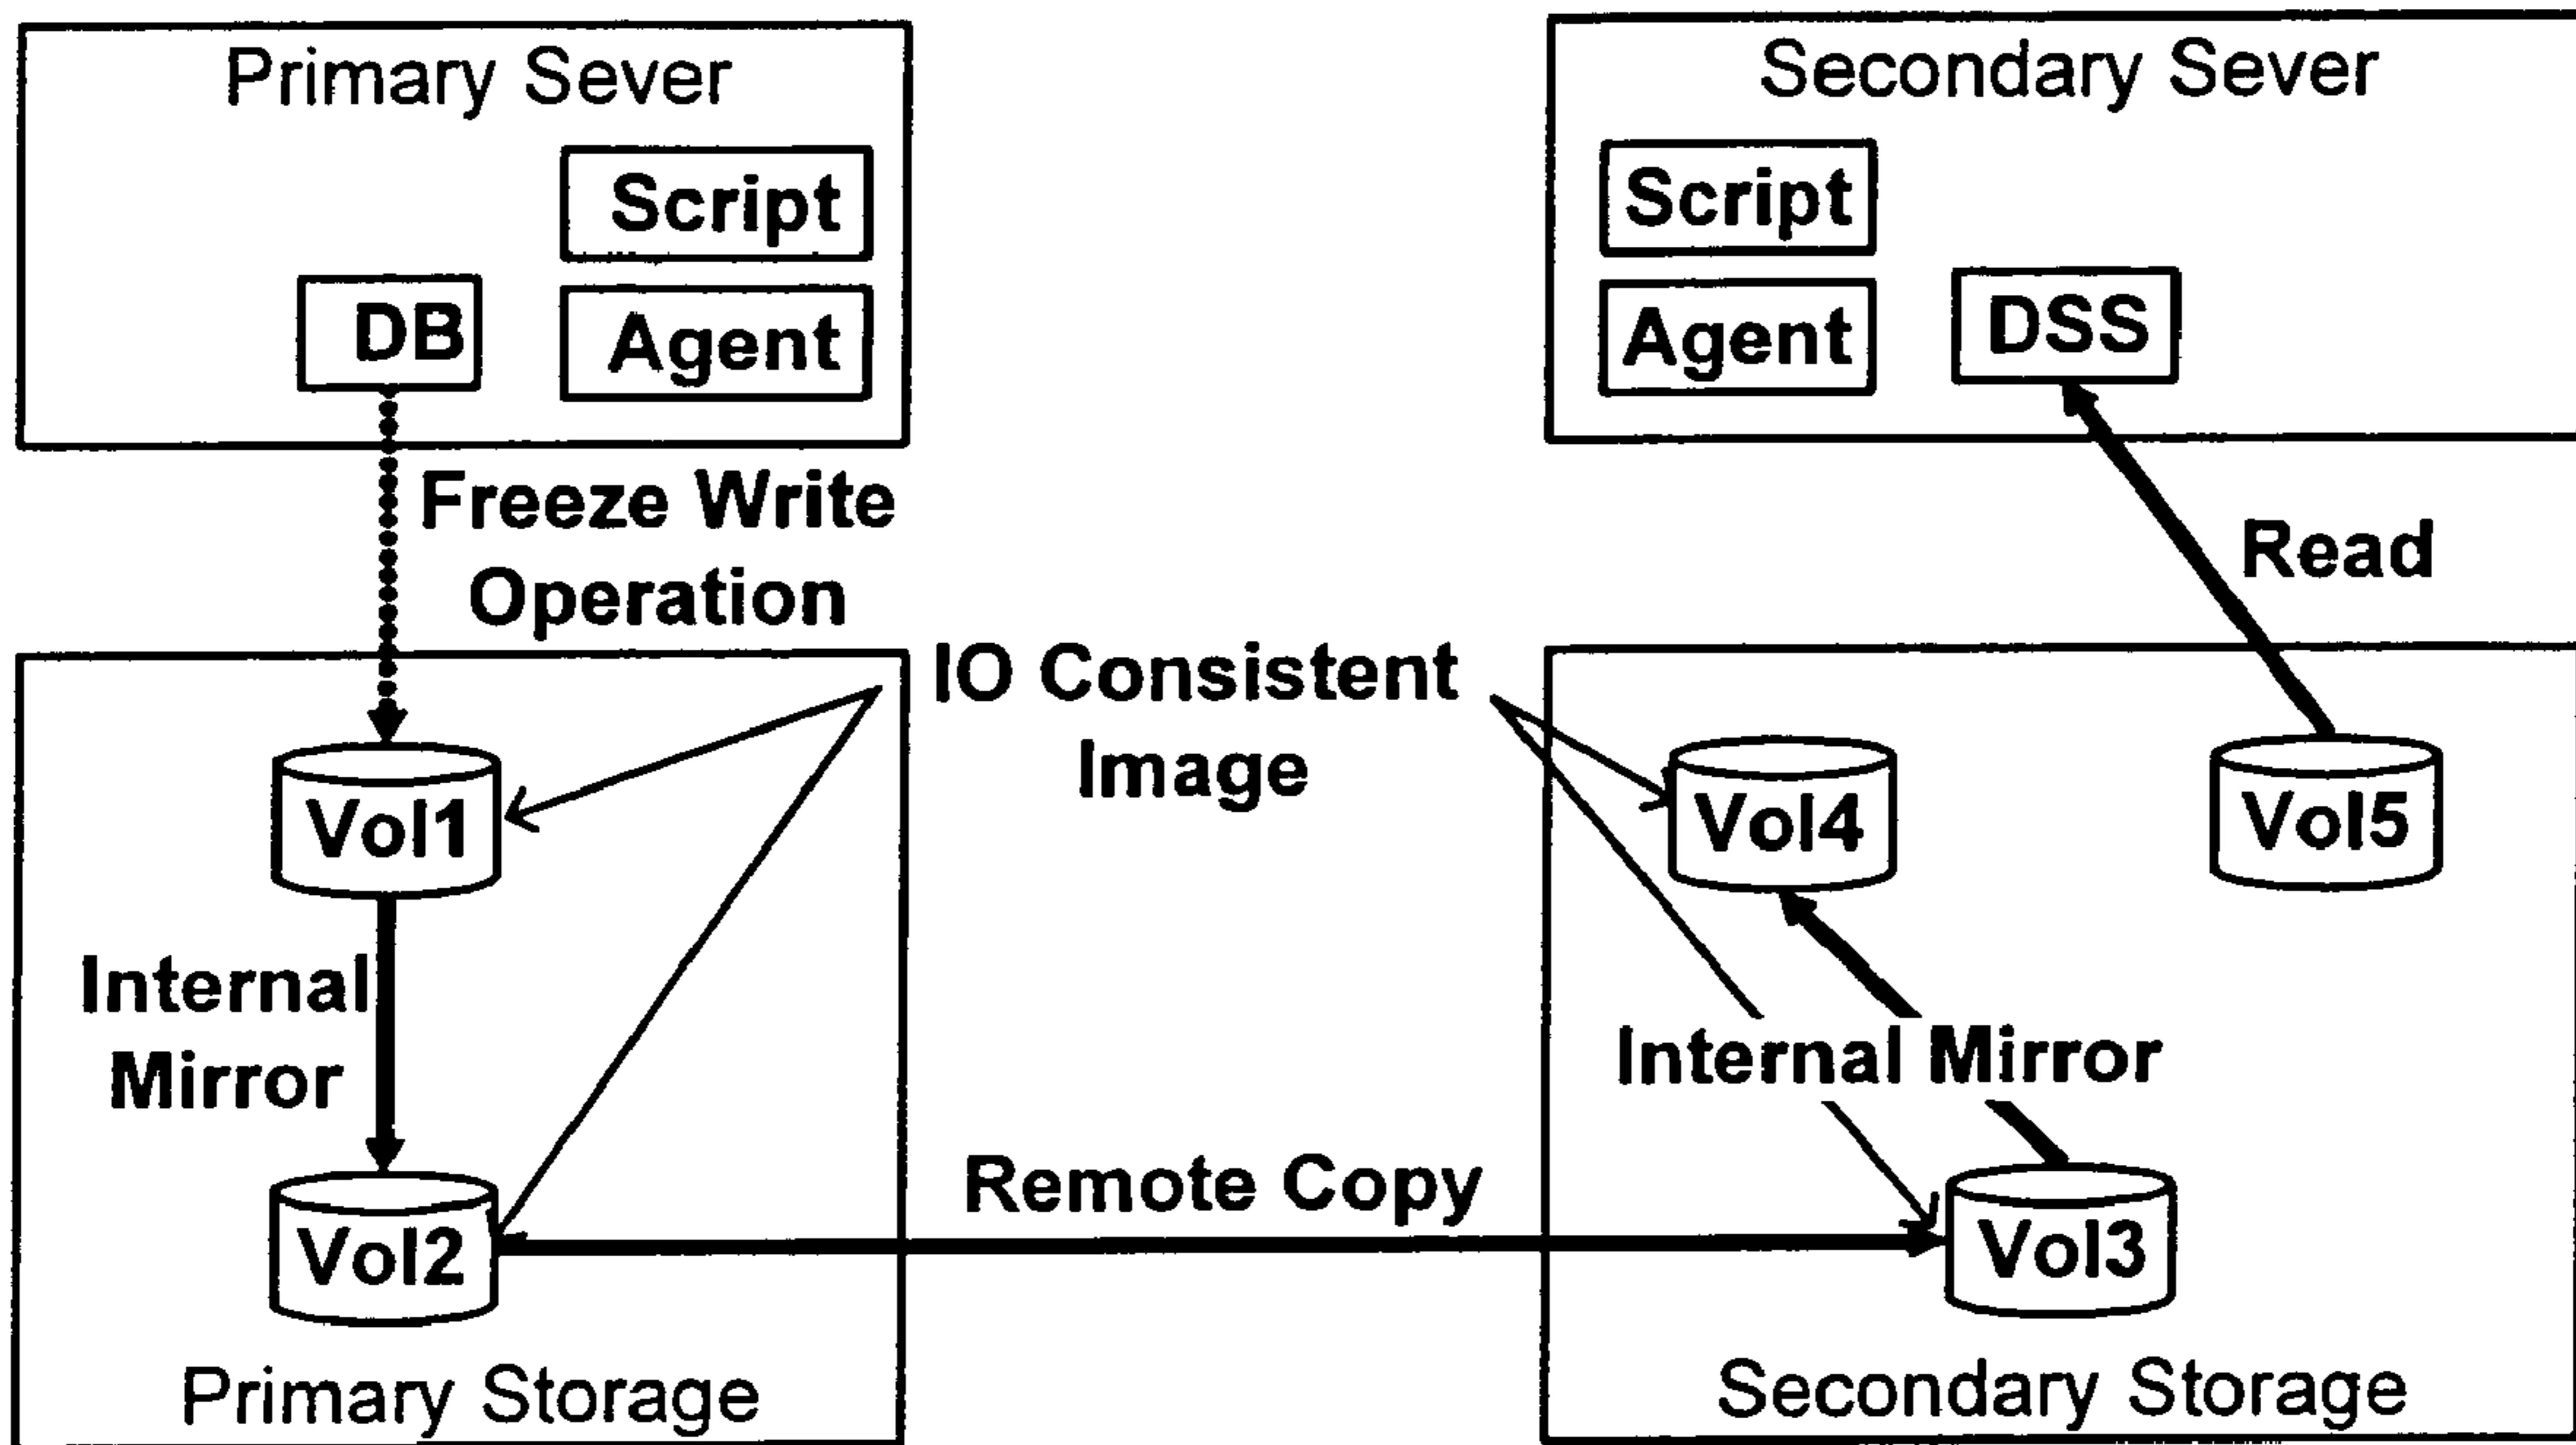 Primary Sever
Script
DB
Agent
Secondary Sever
Script
Agent
DSS
Freeze Write
Operation
Read
IO Consistent
Image
Vol1
Vol4
Vol5
Internal
Mirror
Internal Mirror
Remote Copy
Vol2
Vol3
Primary Storage
Secondary Storage